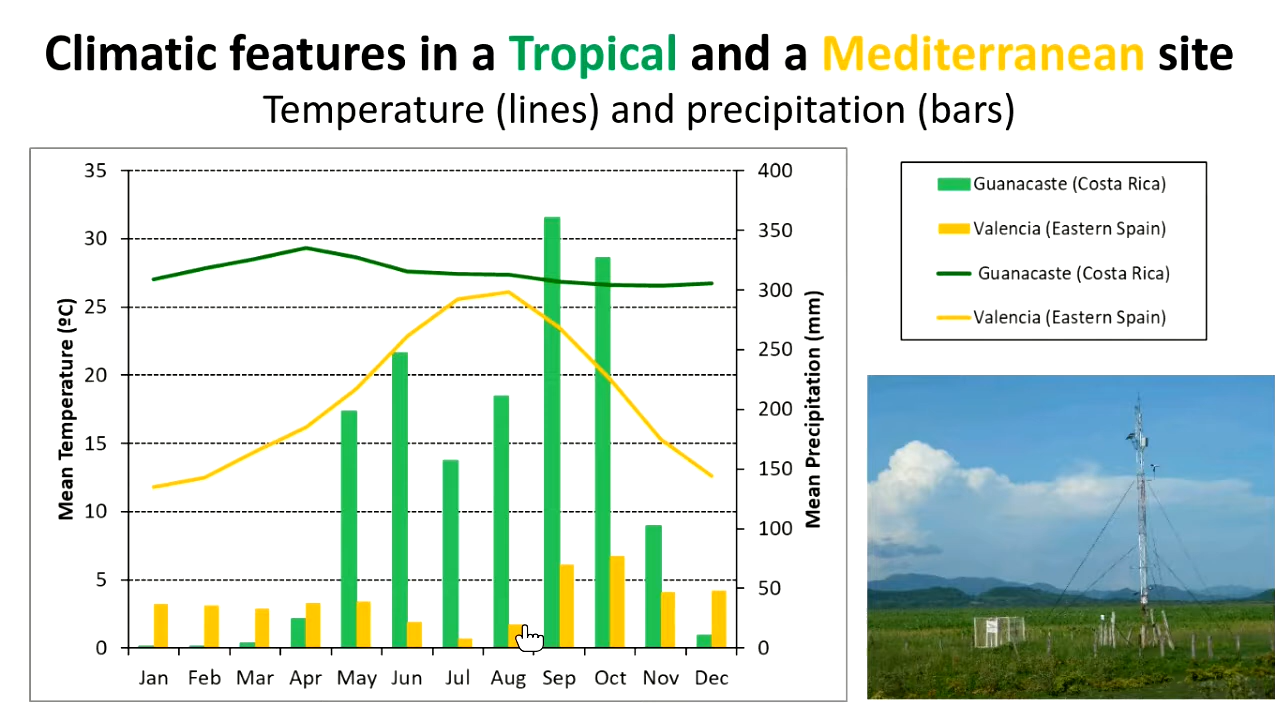 Climatic features in a Tropical and a Mediterranean site
Temperature (lines) and precipitation (bars)
35
30
25
20
15
10
5
0
Mean Temperature (ºC)
400
350
300
250
200
150
100
50
0
Mean Precipitation (mm)
Jan Feb Mar Apr May Jun Jul Aug Sep Oct Nov Dec
Guanacaste (Costa Rica)
Valencia (Eastern Spain)
Guanacaste (Costa Rica)
Valencia (Eastern Spain)